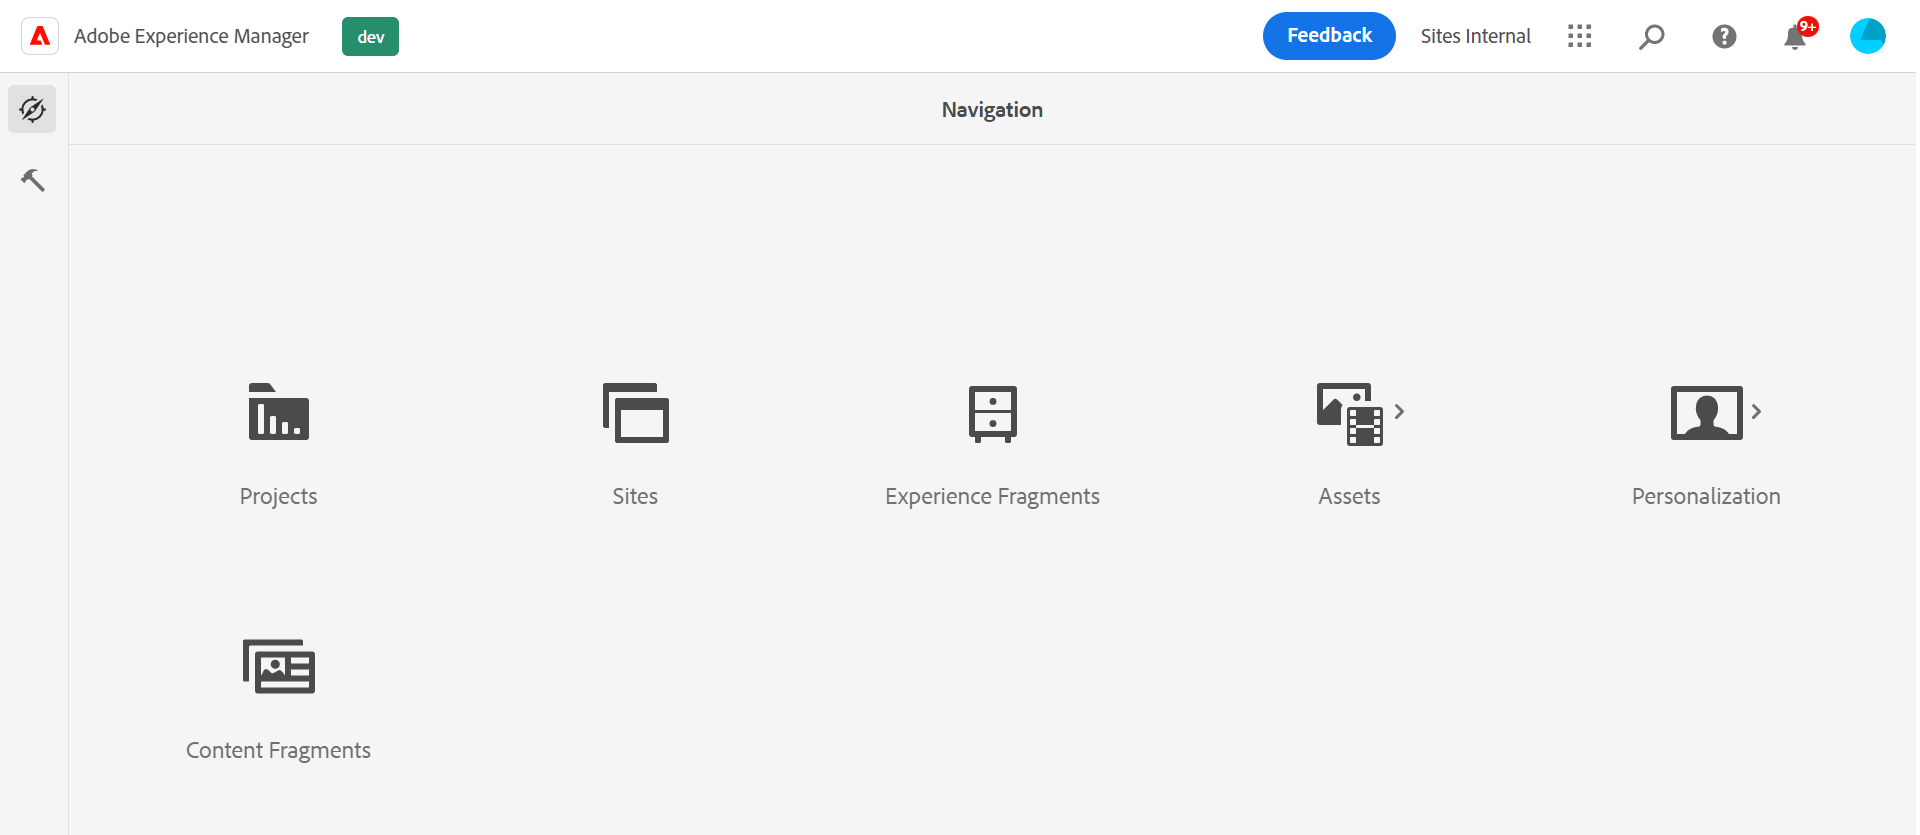 Adobe Experience Manager
dev
Feedback
Sites Internal
9+
Navigation
Projects
Sites
Experience Fragments
Assets
Personalization
Content Fragments